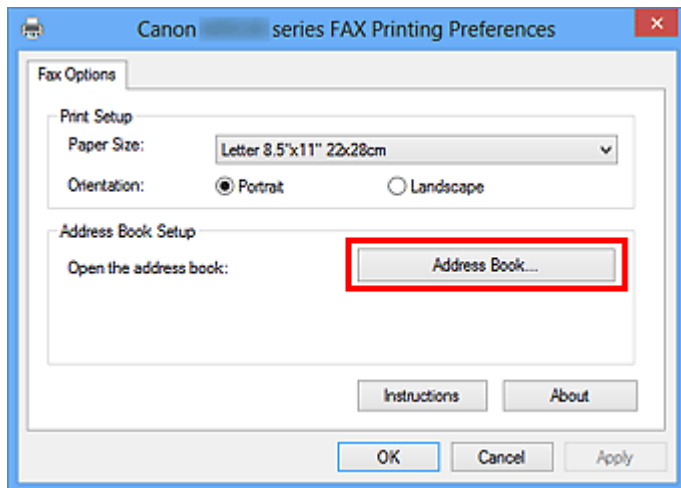 Canon series FAX Printing Preferences
Fax Options
Print Setup
Paper Size: Letter 8.5"x11" 22x28cm
Orientation: Portrait Landscape
Address Book Setup
Open the address book: Address Book...
Instructions About
OK Cancel Apply